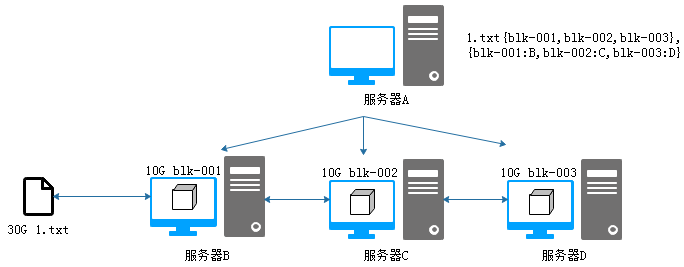 1.txt{blk-001,blk-002,blk-003},
{blk-001:B,blk-002:C,blk-003:D}
服务器A
10G blk-001
10G blk-002
10G blk-003
30G 1.txt
服务器B
服务器C
服务器D